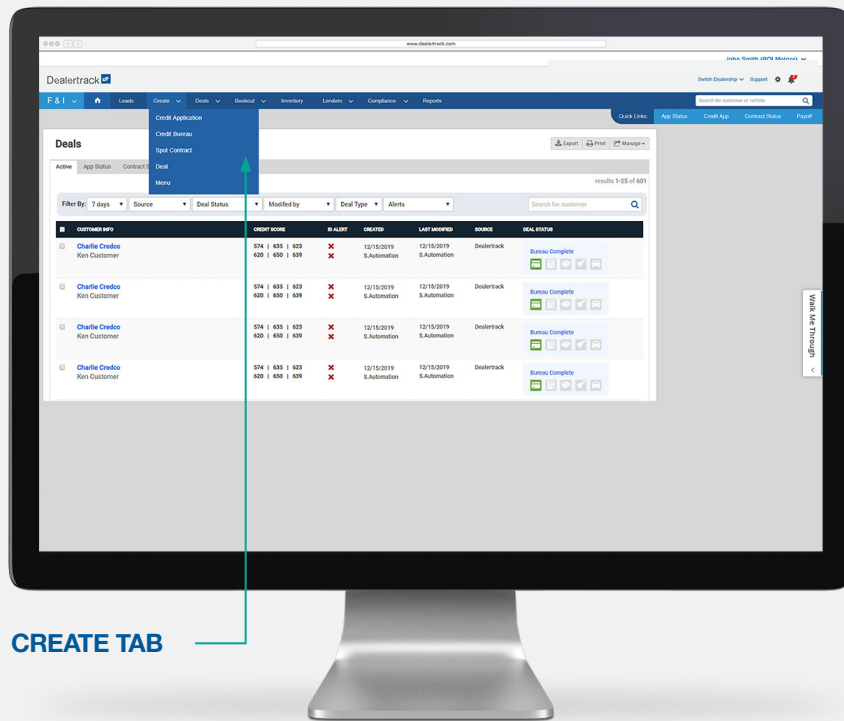 www.dealertrack.com
John Smith (ROI Motors)
Dealertrack
Switch Dealership Support
F & I Leads Create Deals Bookout Inventory Lenders Compliance Reports Search for customer or vehicle
Quick Links: App Status Credit App Contract Status Payoff
Credit Application
Credit Bureau
Spot Contract
Deal
Menu
Deals
Export Print Manage
Active App Status Contract S
results 1-25 of 601
Filter By: 7 days Source Deal Status Modifed by Deal Type Alerts Search for customer
CUSTOMER INFO CREDIT SCORE ID ALERT CREATED LAST MODIFIED SOURCE DEAL STATUS
Charlie Credco 574 | 635 | 623 12/15/2019 12/15/2019 Dealertrack Bureau Complete
Ken Customer 620 | 650 | 639 S.Automation S.Automation
Charlie Credco 574 | 635 | 623 12/15/2019 12/15/2019 Dealertrack Bureau Complete
Ken Customer 620 | 650 | 639 S.Automation S.Automation
Charlie Credco 574 | 635 | 623 12/15/2019 12/15/2019 Dealertrack Bureau Complete
Ken Customer 620 | 650 | 639 S.Automation S.Automation
Charlie Credco 574 | 635 | 623 12/15/2019 12/15/2019 Dealertrack Bureau Complete
Ken Customer 620 | 650 | 639 S.Automation S.Automation
Walk Me Through
CREATE TAB